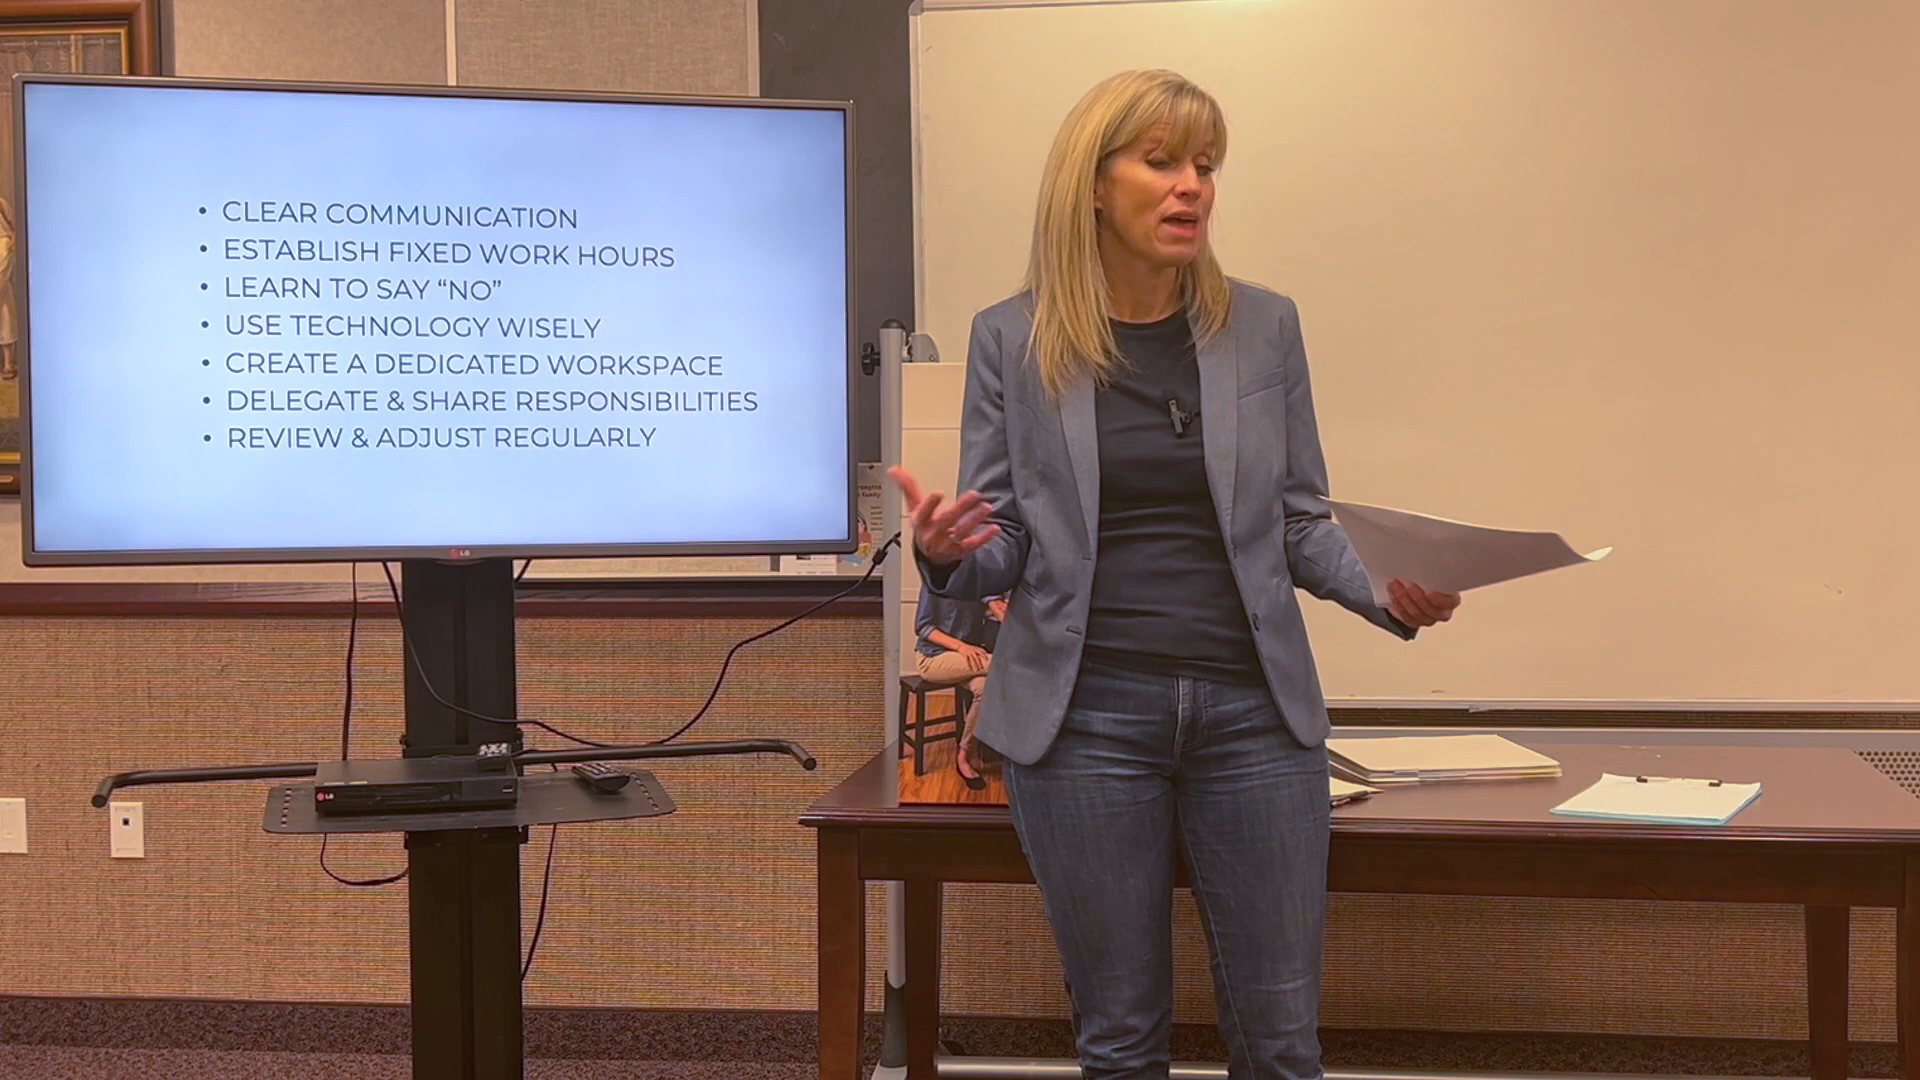 • CLEAR COMMUNICATION
• ESTABLISH FIXED WORK HOURS
• LEARN TO SAY “NO”
• USE TECHNOLOGY WISELY
• CREATE A DEDICATED WORKSPACE
• DELEGATE & SHARE RESPONSIBILITIES
• REVIEW & ADJUST REGULARLY
LG
LG